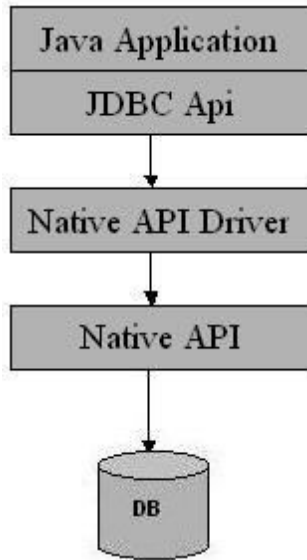 Java Application
JDBC Api
Native API Driver
Native API
DB